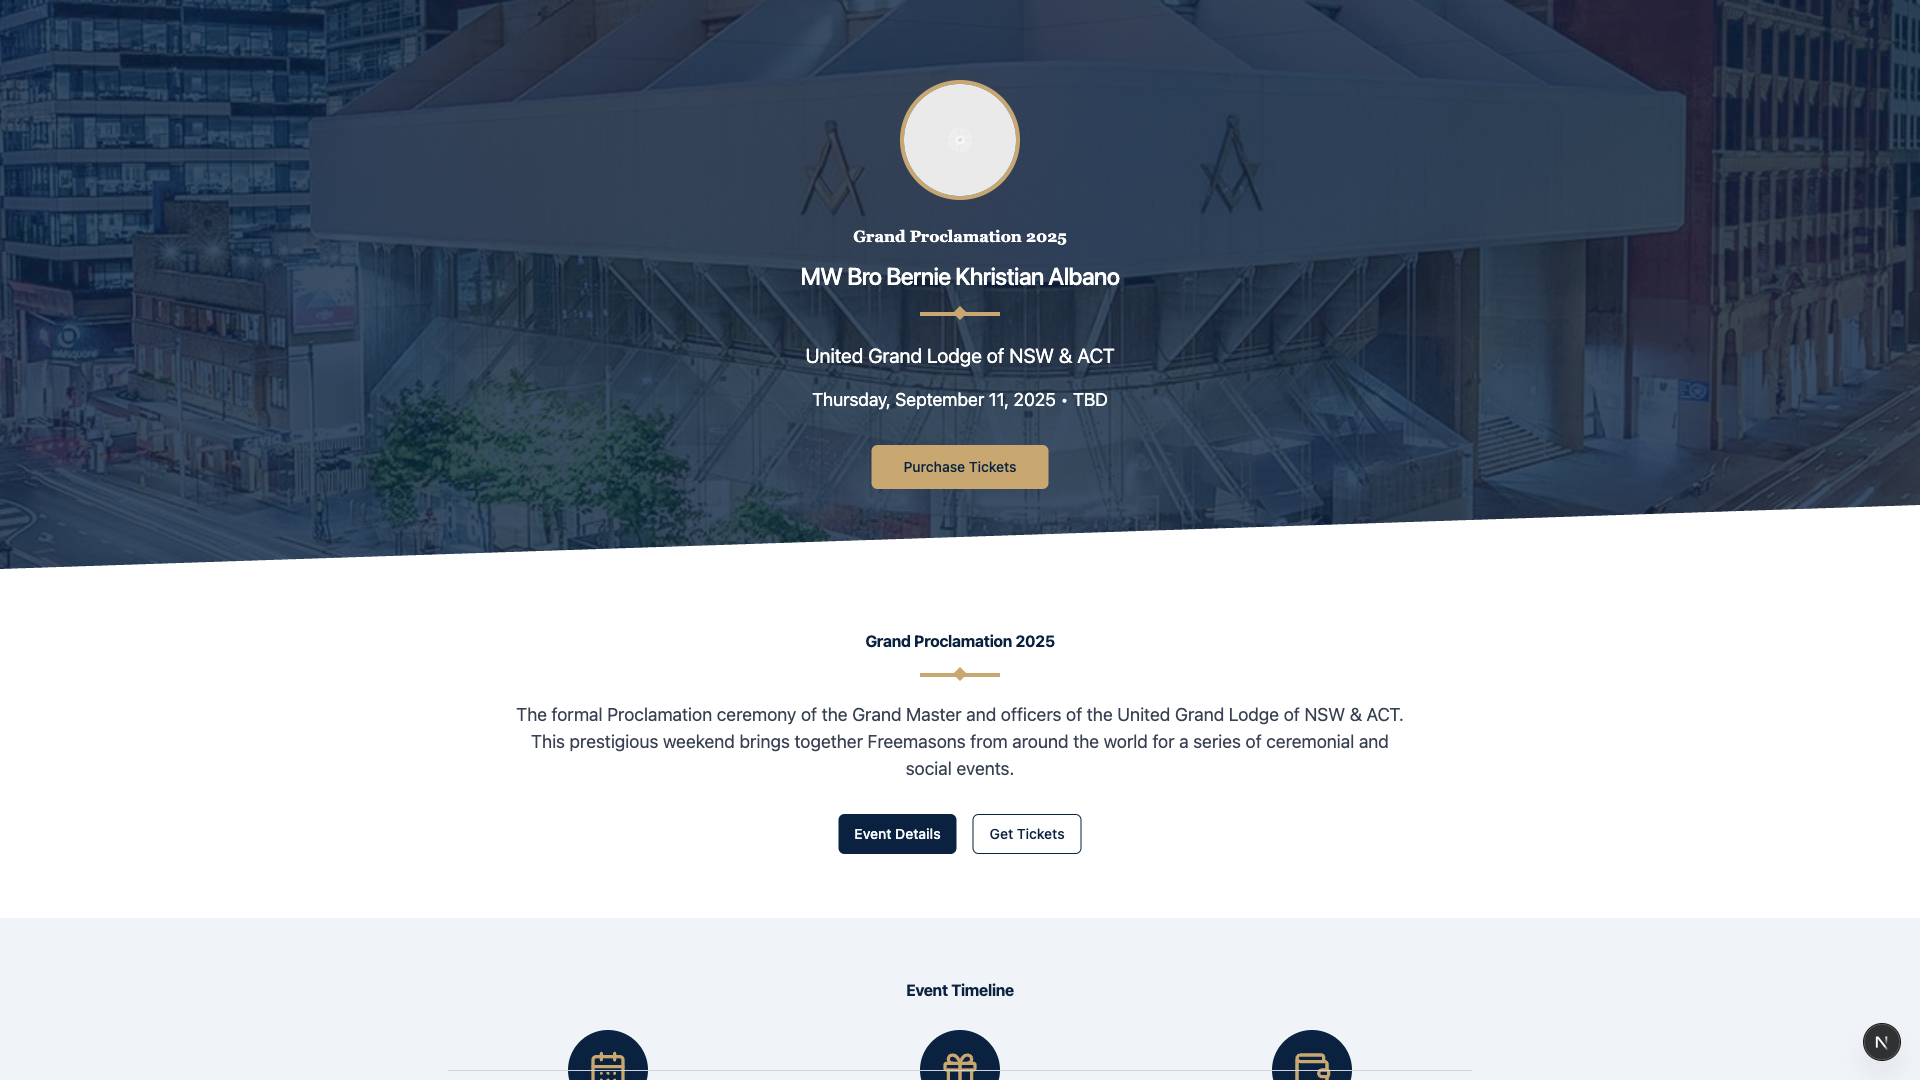 Grand Proclamation 2025
MW Bro Bernie Khristian Albano
United Grand Lodge of NSW & ACT
Thursday, September 11, 2025 • TBD
Purchase Tickets
Grand Proclamation 2025
The formal Proclamation ceremony of the Grand Master and officers of the United Grand Lodge of NSW & ACT.
This prestigious weekend brings together Freemasons from around the world for a series of ceremonial and
social events.
Event Details
Get Tickets
Event Timeline
N